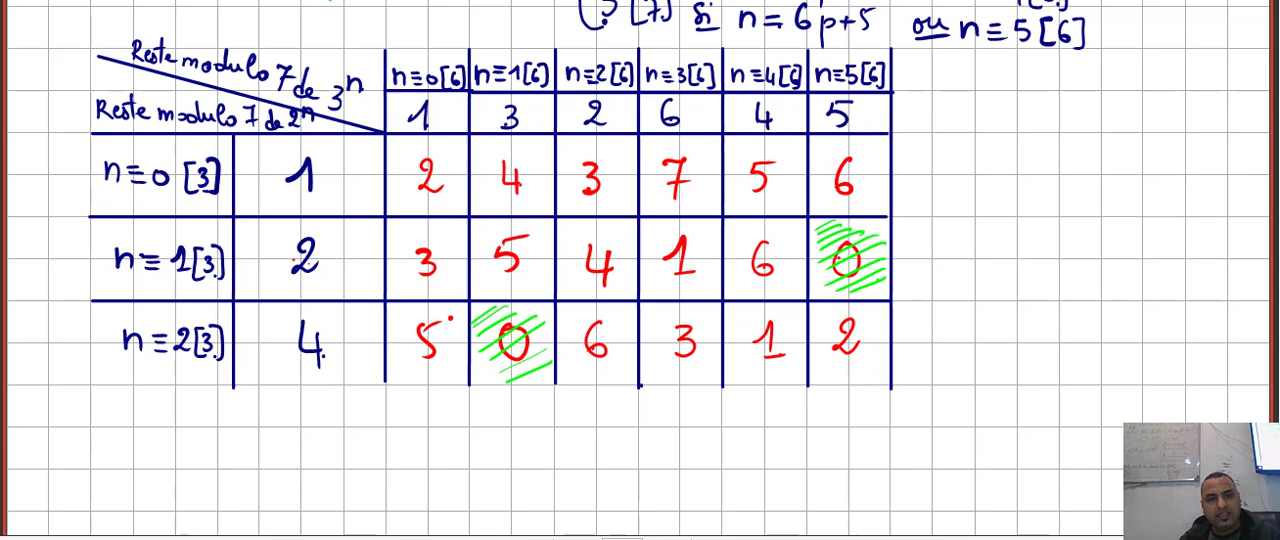 [7] si n = 6p+5 ou n ≡ 5[6]
Reste modulo 7 de 3ⁿ
n≡0[6] n≡1[6] n≡2[6] n≡3[6] n≡4[6] n≡5[6]
Reste modulo 7 de 2ⁿ 1 3 2 6 4 5
n≡0 [3] 1 2 4 3 7 5 6
n≡1[3] 2 3 5 4 1 6 0
n≡2[3] 4 5 0 6 3 1 2